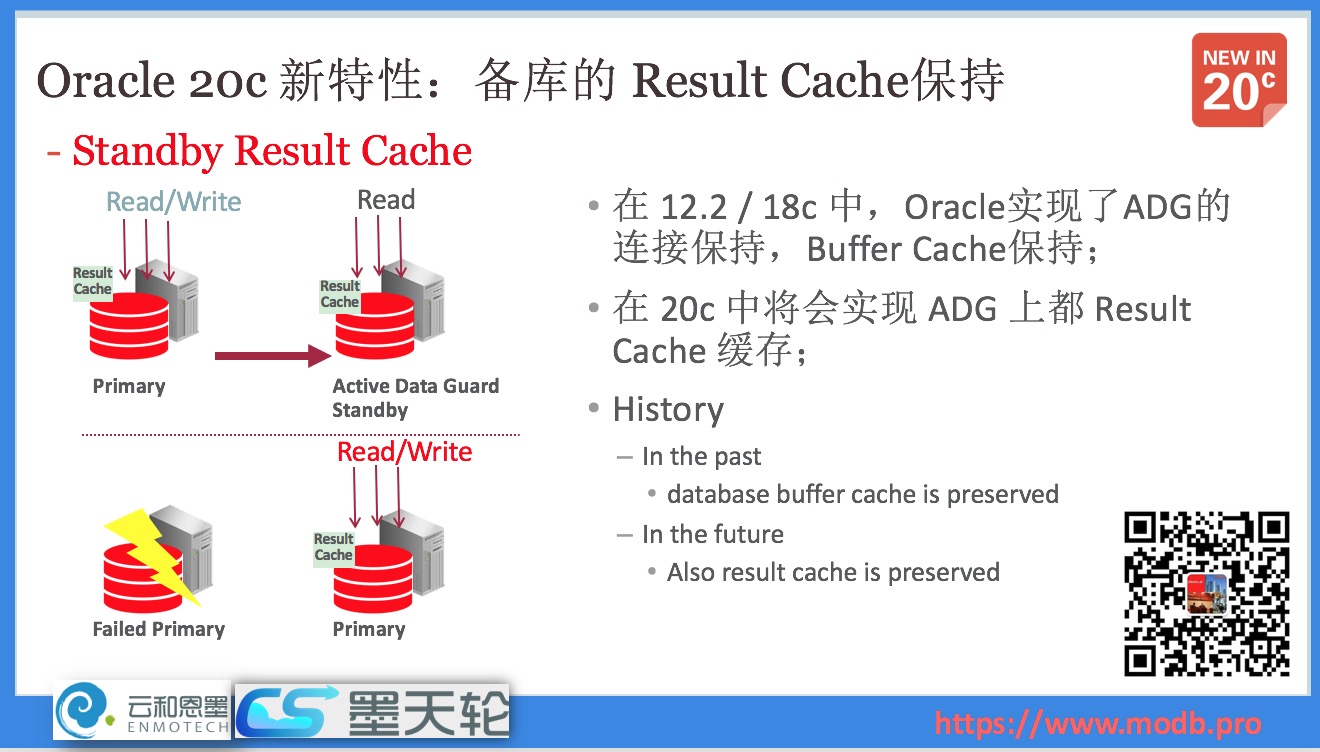 Oracle 20c 新特性：备库的 Result Cache保持
NEW IN
20c
- Standby Result Cache
Read/Write
Read
Result
Cache
Result
Cache
Primary
Active Data Guard
Standby
Read/Write
Result
Cache
Failed Primary
Primary
• 在 12.2 / 18c 中，Oracle实现了ADG的
连接保持，Buffer Cache保持；
• 在 20c 中将会实现 ADG 上都 Result
Cache 缓存；
• History
– In the past
• database buffer cache is preserved
– In the future
• Also result cache is preserved
云和恩墨
ENMOTECH
墨天轮
https://www.modb.pro